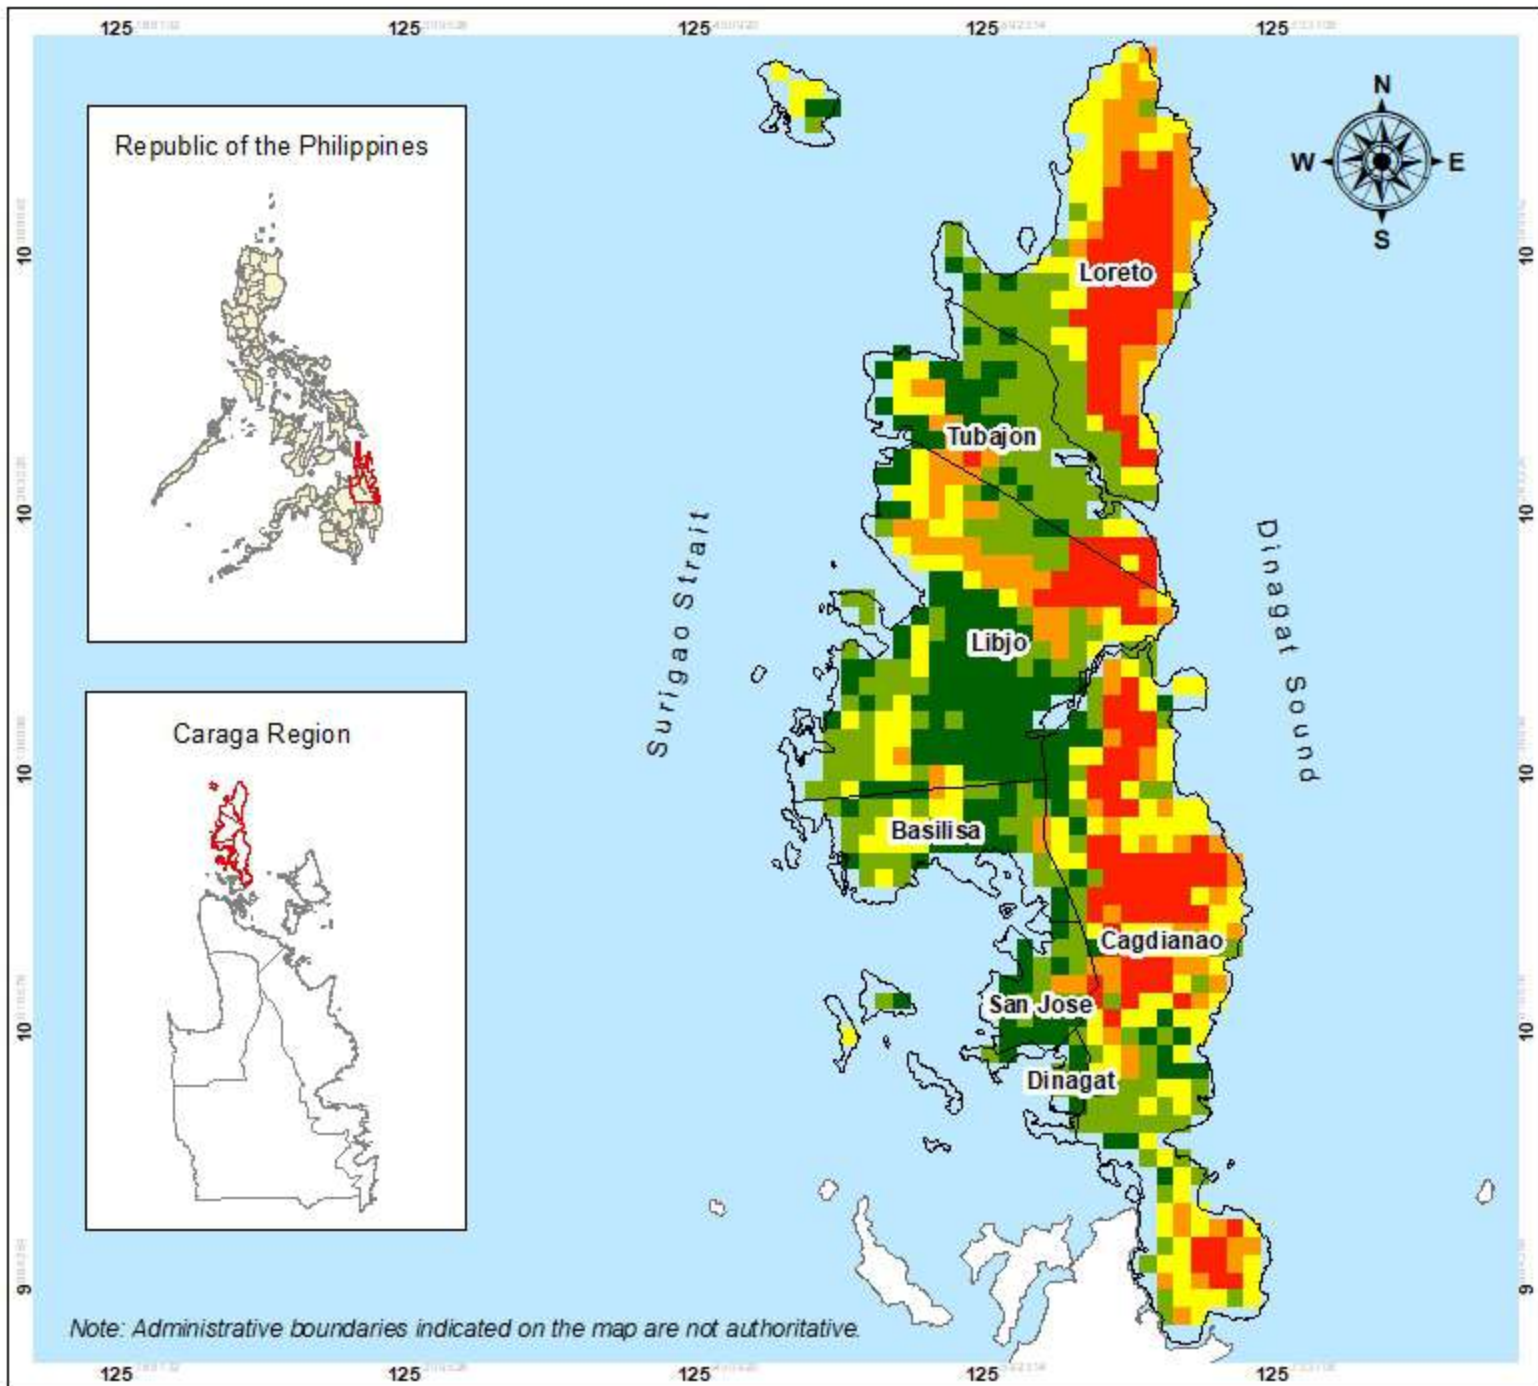 125 125 125 125 125
N
W E
S
Republic of the Philippines
10 10
Loreto
Tubajon
10 10
Surigao Strait
Dinagat Sound
Libjo
Caraga Region
10 10
Basilisa
Cagdianao
San Jose
10 10
Dinagat
9 9
Note: Administrative boundaries indicated on the map are not authoritative.
125 125 125 125 125